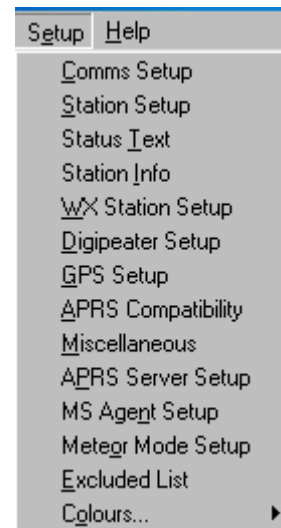 Setup Help
Comms Setup
Station Setup
Status Text
Station Info
WX Station Setup
Digipeater Setup
GPS Setup
APRS Compatibility
Miscellaneous
APRS Server Setup
MS Agent Setup
Meteor Mode Setup
Excluded List
Colours...